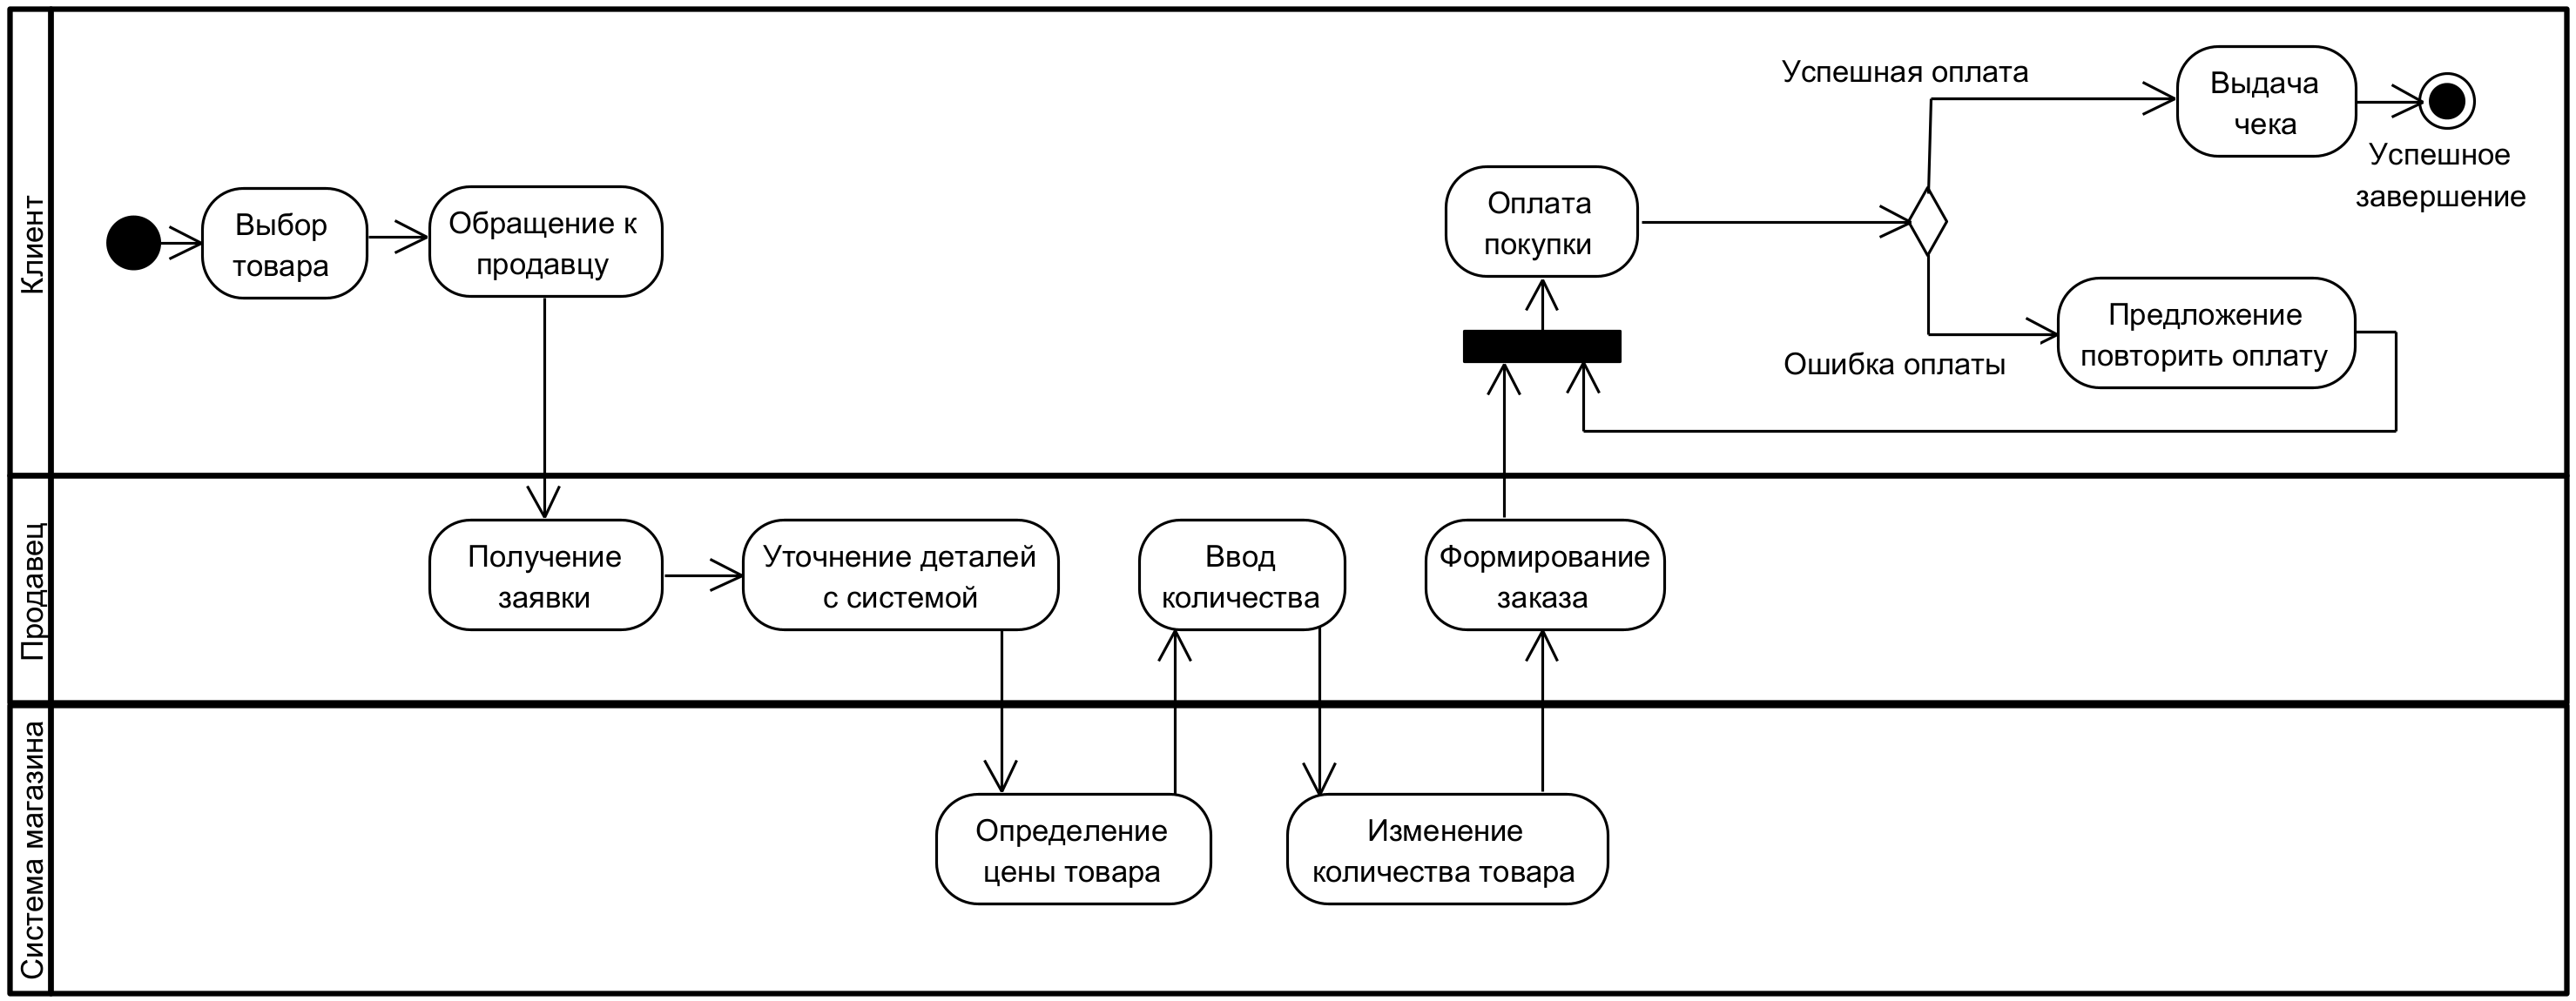 Клиент
Выбор
товара
Обращение к
продавцу
Оплата
покупки
Успешная оплата
Выдача
чека
Успешное
завершение
Ошибка оплаты
Предложение
повторить оплату
Продавец
Получение
заявки
Уточнение деталей
с системой
Ввод
количества
Формирование
заказа
Система магазина
Определение
цены товара
Изменение
количества товара